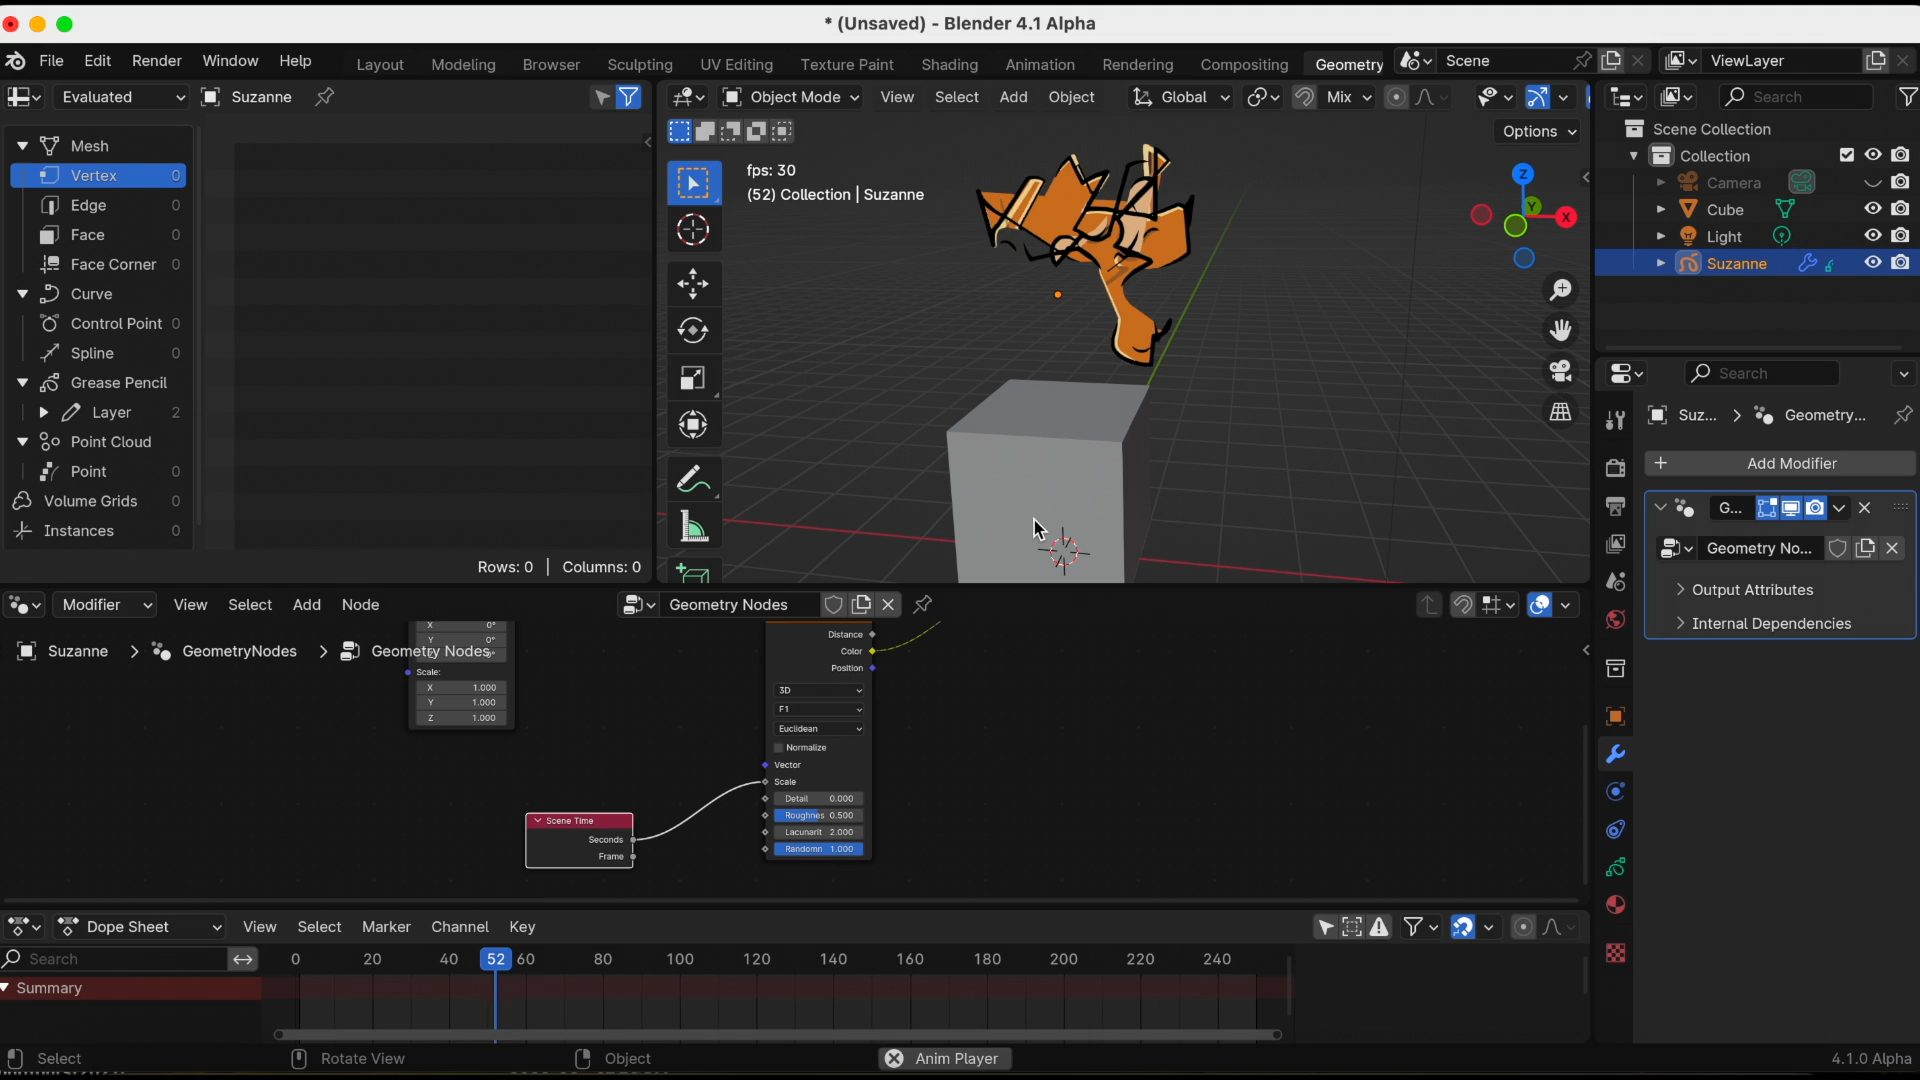 * (Unsaved) - Blender 4.1 Alpha
File Edit Render Window Help Layout Modeling Browser Sculpting UV Editing Texture Paint Shading Animation Rendering Compositing Geometry Scene ViewLayer
Evaluated Suzanne Object Mode View Select Add Object Global Mix Search
Options
Mesh
Vertex 0
Edge 0
Face 0
Face Corner 0
Curve
Control Point 0
Spline 0
Grease Pencil
Layer 2
Point Cloud
Point 0
Volume Grids 0
Instances 0
Rows: 0 | Columns: 0
fps: 30
(52) Collection | Suzanne
Z
Y
X
Scene Collection
Collection
Camera
Cube
Light
Suzanne
Search
Suz... > Geometry...
+ Add Modifier
G...
Geometry No...
Output Attributes
Internal Dependencies
Modifier View Select Add Node Geometry Nodes
Suzanne > GeometryNodes > Geometry Nodes
X 0°
Y 0°
Scale:
X 1.000
Y 1.000
Z 1.000
Distance
Color
Position
3D
F1
Euclidean
Normalize
Vector
Scale
Detail 0.000
Roughnes 0.500
Lacunarit 2.000
Randomn 1.000
Scene Time
Seconds
Frame
Dope Sheet View Select Marker Channel Key
Search 0 20 40 52 60 80 100 120 140 160 180 200 220 240
Summary
Select Rotate View Object Anim Player 4.1.0 Alpha